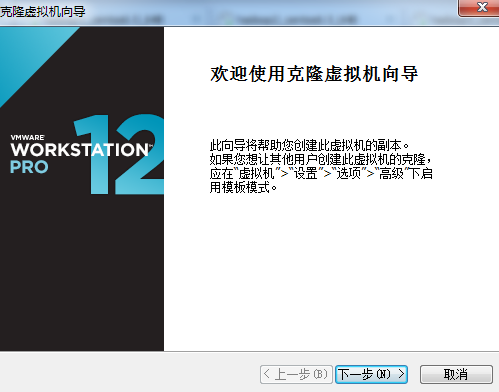 克隆虚拟机向导
欢迎使用克隆虚拟机向导
VMWARE
WORKSTATION™
PRO 12
此向导将帮助您创建此虚拟机的副本。
如果您想让其他用户创建此虚拟机的克隆，
应在“虚拟机”>“设置”>“选项”>“高级”下启
用模板模式。
< 上一步(B) 下一步(N) > 取消